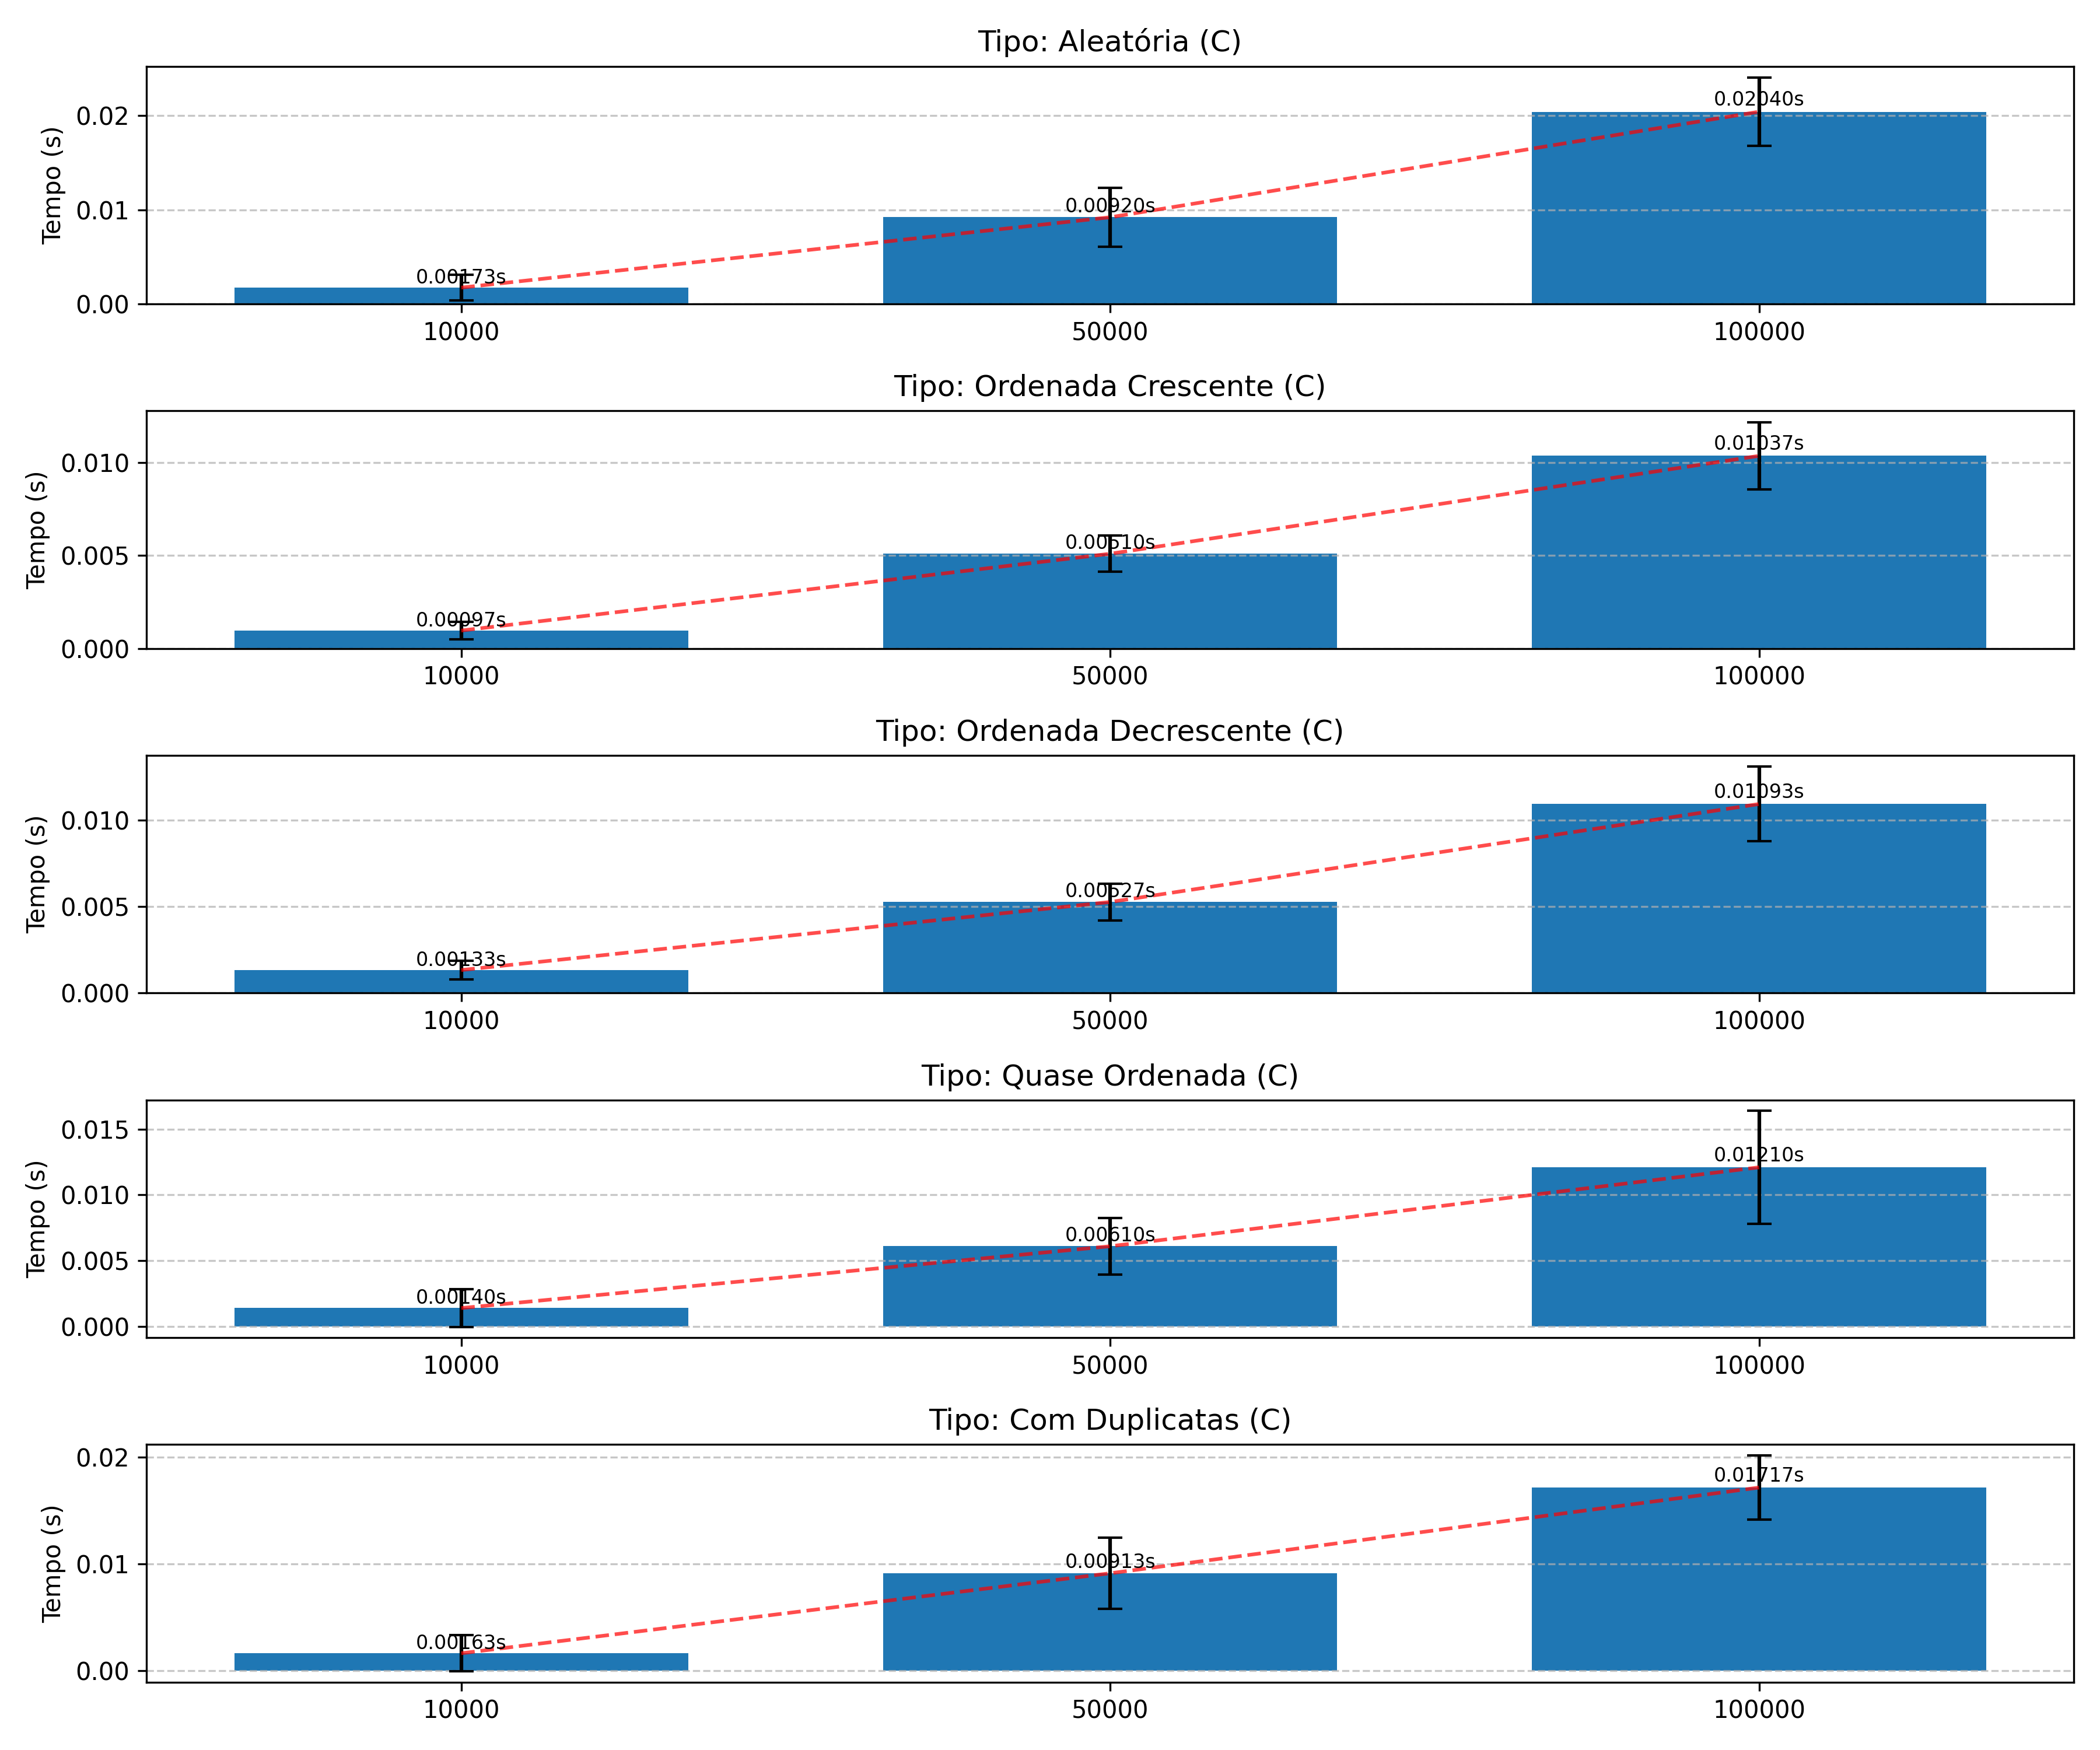 Tipo: Aleatória (C)
Tempo (s)
0.02
0.01
0.00
0.00173s
0.00920s
0.02040s
10000
50000
100000
Tipo: Ordenada Crescente (C)
Tempo (s)
0.010
0.005
0.000
0.00097s
0.00510s
0.01037s
10000
50000
100000
Tipo: Ordenada Decrescente (C)
Tempo (s)
0.010
0.005
0.000
0.00133s
0.00527s
0.01093s
10000
50000
100000
Tipo: Quase Ordenada (C)
Tempo (s)
0.015
0.010
0.005
0.000
0.00140s
0.00610s
0.01210s
10000
50000
100000
Tipo: Com Duplicatas (C)
Tempo (s)
0.02
0.01
0.00
0.00163s
0.00913s
0.01717s
10000
50000
100000